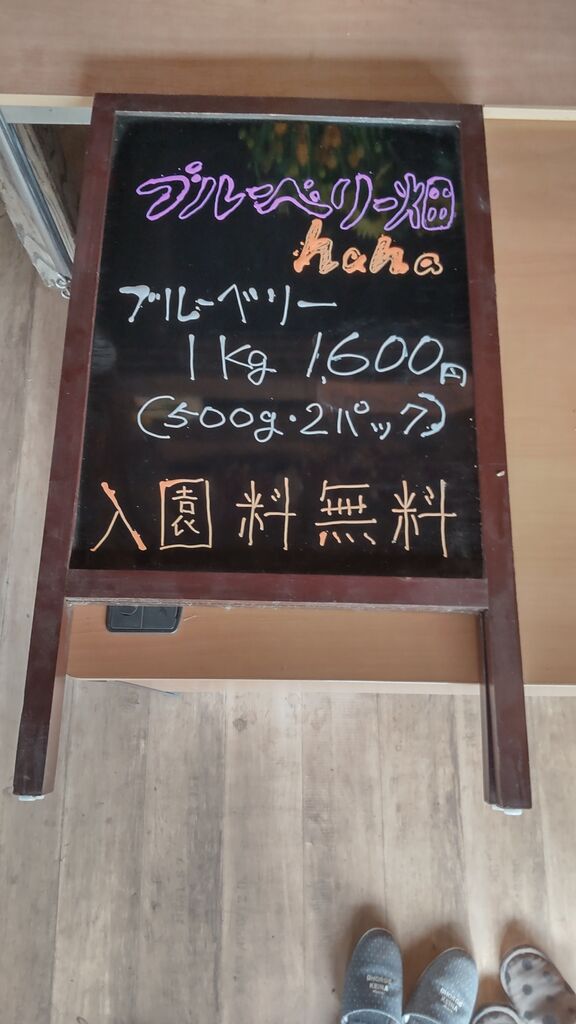 ブルーベリー畑
haha
ブルーベリー
1Kg 1,600円
(500g・2パック)
入園料無料